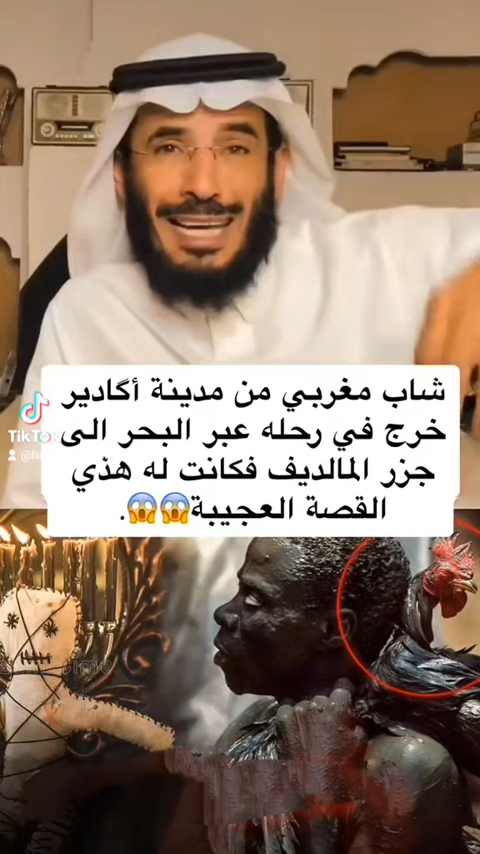 شاب مغربي من مدينة أگادير
خرج في رحله عبر البحر الى
جزر المالديف فكانت له هذي
القصة العجيبة😱😱.
TikTok